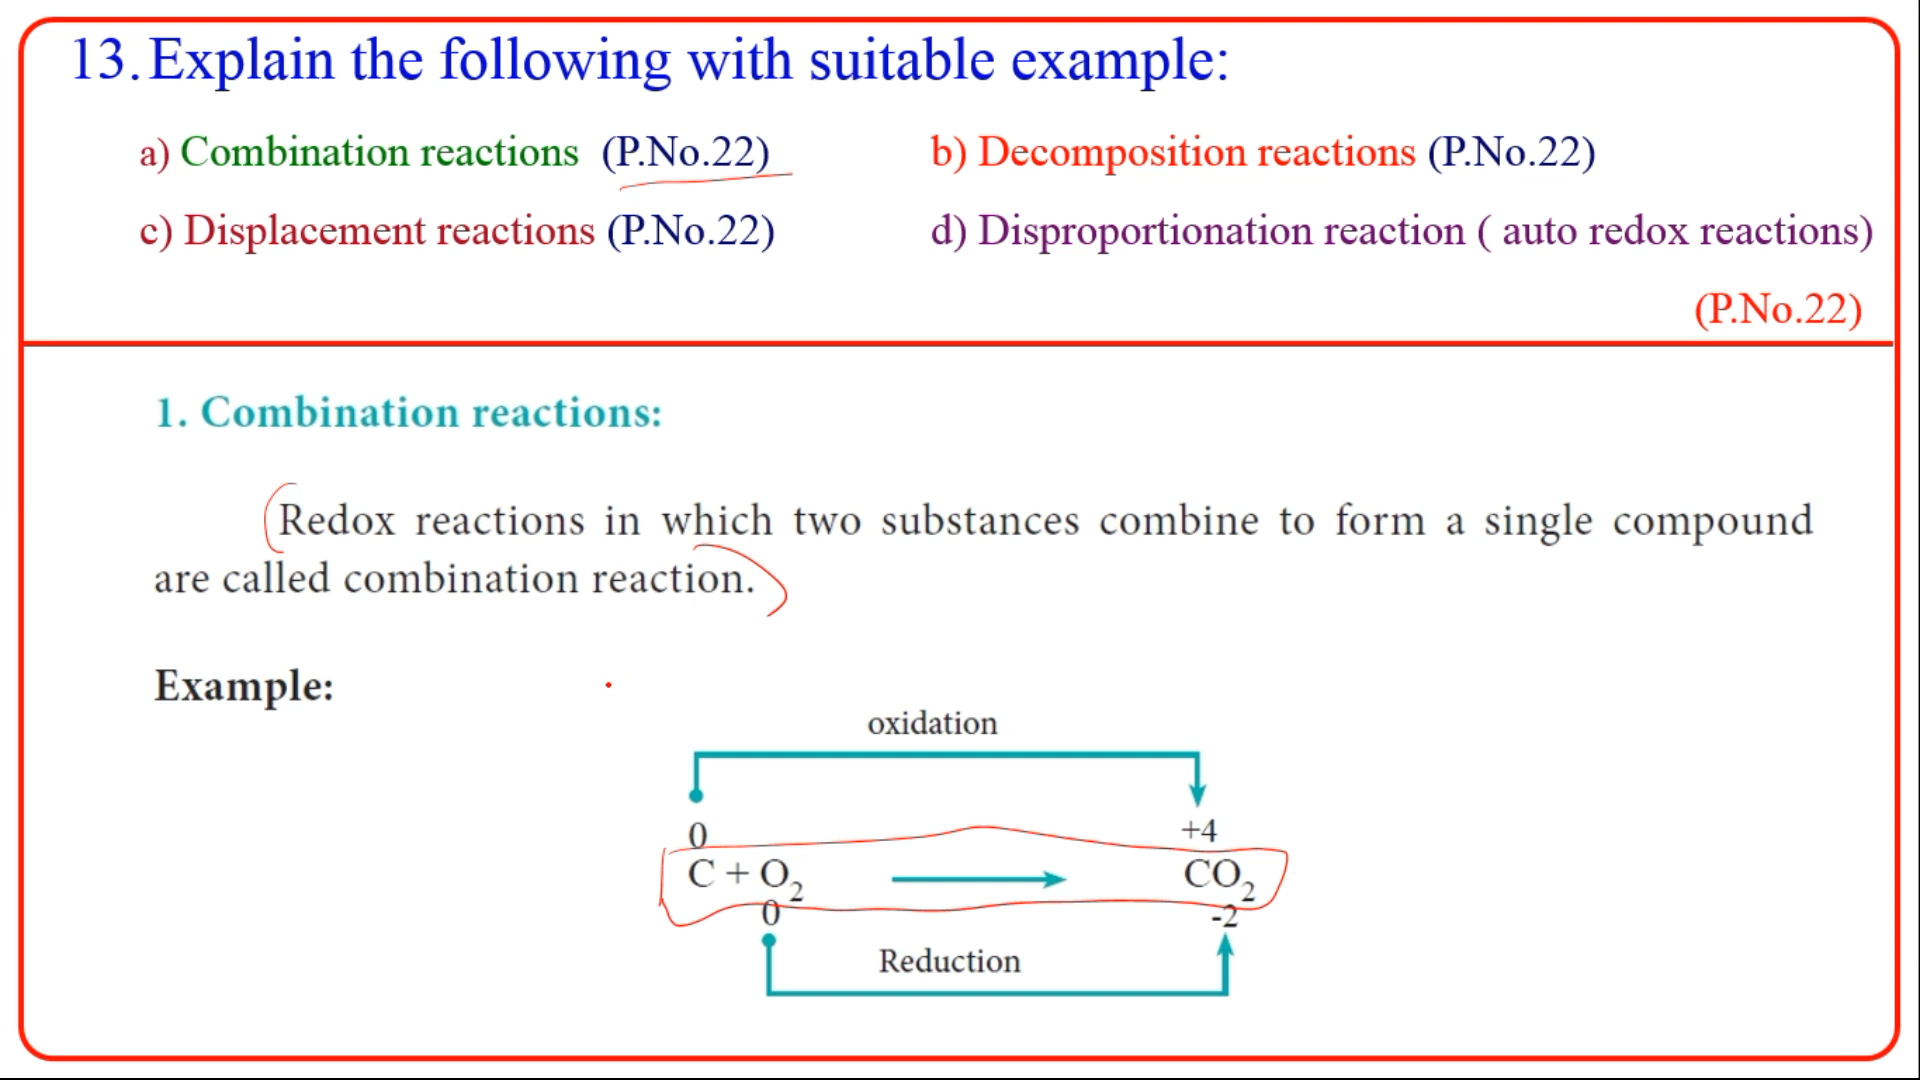 13. Explain the following with suitable example:
a) Combination reactions (P.No.22) b) Decomposition reactions (P.No.22)
c) Displacement reactions (P.No.22) d) Disproportionation reaction ( auto redox reactions)
(P.No.22)
1. Combination reactions:
Redox reactions in which two substances combine to form a single compound
are called combination reaction.
Example:
oxidation
0 +4
C + O₂ → CO₂
0 -2
Reduction